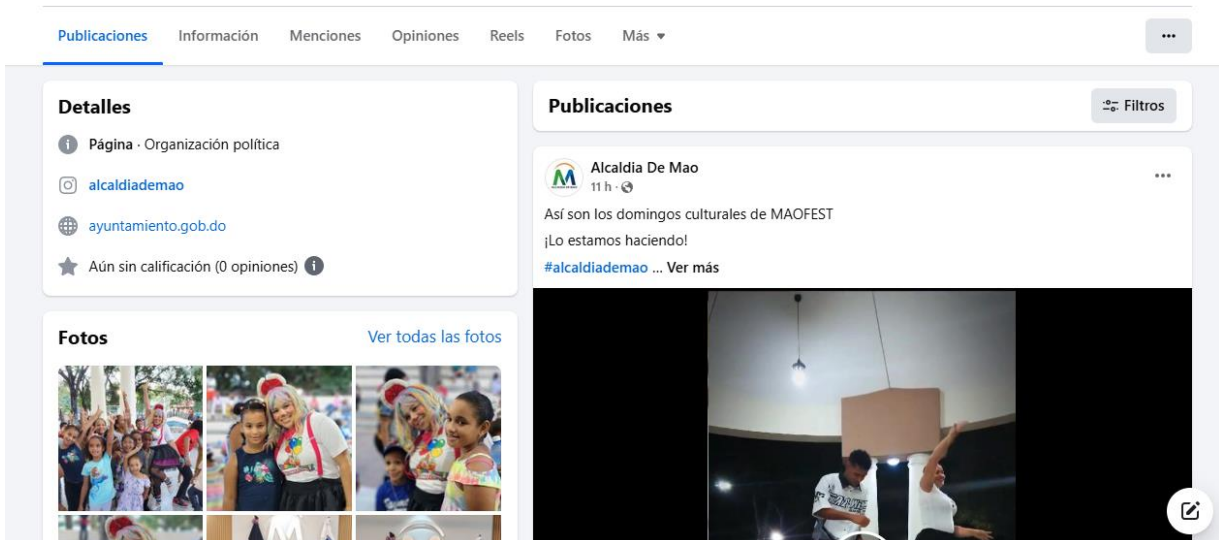 Publicaciones
Información
Menciones
Opiniones
Reels
Fotos
Más
Detalles
Página · Organización política
alcaldiademao
ayuntamiento.gob.do
Aún sin calificación (0 opiniones)
Fotos
Ver todas las fotos
Publicaciones
Filtros
Alcaldia De Mao
11 h ·
Así son los domingos culturales de MAOFEST
¡Lo estamos haciendo!
#alcaldiademao ... Ver más